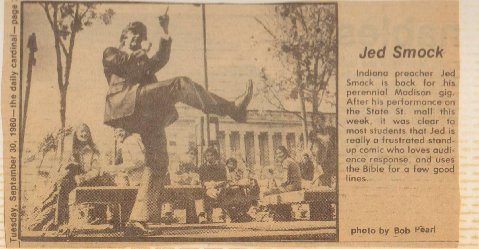 Tuesday, September 30, 1980—the daily cardinal—page
Jed Smock
Indiana preacher Jed
Smock is back for his
perennial Madison gig.
After his performance on
the State St. mall this
week, it was clear to
most students that Jed is
really a frustrated stand-
up comic who loves audi-
ence response, and uses
the Bible for a few good
lines.
photo by Bob Pearl